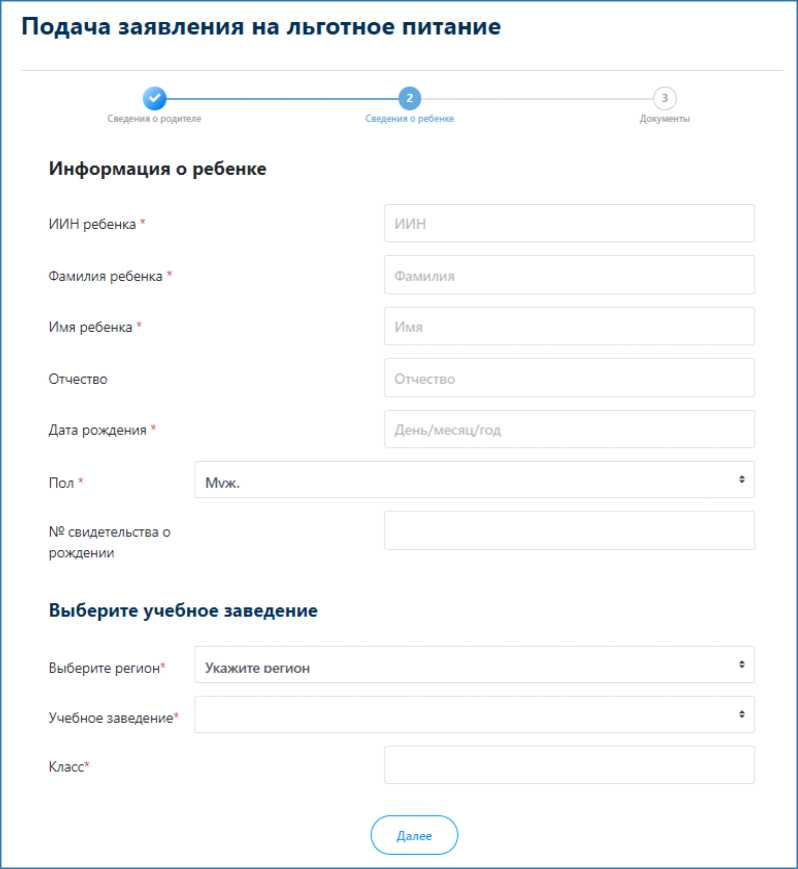 Подача заявления на льготное питание
2
3
Сведения о родителе
Сведения о ребенке
Документы
Информация о ребенке
ИИН ребенка *
ИИН
Фамилия ребенка *
Фамилия
Имя ребенка *
Имя
Отчество
Отчество
Дата рождения *
День/месяц/год
Пол *
Муж.
№ свидетельства о
рождении
Выберите учебное заведение
Выберите регион*
Укажите регион
Учебное заведение*
Класс*
Далее